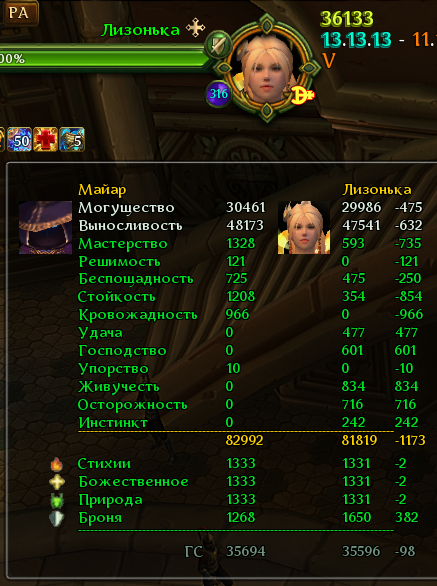 РА
36133
Лизонька
13.13.13 - 11.
00%
V
316
50 5
Майар Лизонька
Могущество 30461 29986 -475
Выносливость 48173 47541 -632
Мастерство 1328 593 -735
Решимость 121 0 -121
Беспощадность 725 475 -250
Стойкость 1208 354 -854
Кровожадность 966 0 -966
Удача 0 477 477
Господство 0 601 601
Упорство 10 0 -10
Живучесть 0 834 834
Осторожность 0 716 716
Инстинкт 0 242 242
82992 81819 -1173
Стихии 1333 1331 -2
Божественное 1333 1331 -2
Природа 1333 1331 -2
Броня 1268 1650 382
ГС 35694 35596 -98